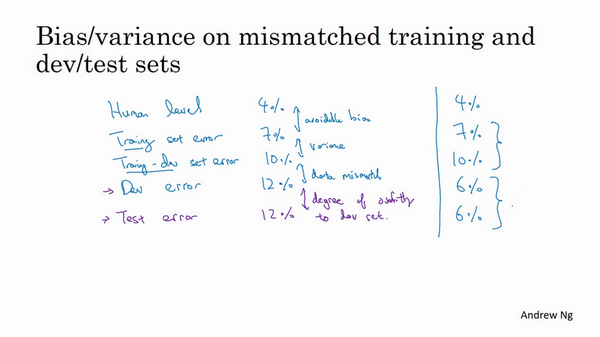 Bias/variance on mismatched training and
dev/test sets
Human level 4% 4%
avoidable bias
Training set error 7% 7%
variance
Training-dev set error 10% 10%
data mismatch
→ Dev error 12% 6%
degree of overfitting
to dev set.
→ Test error 12% 6%
Andrew Ng